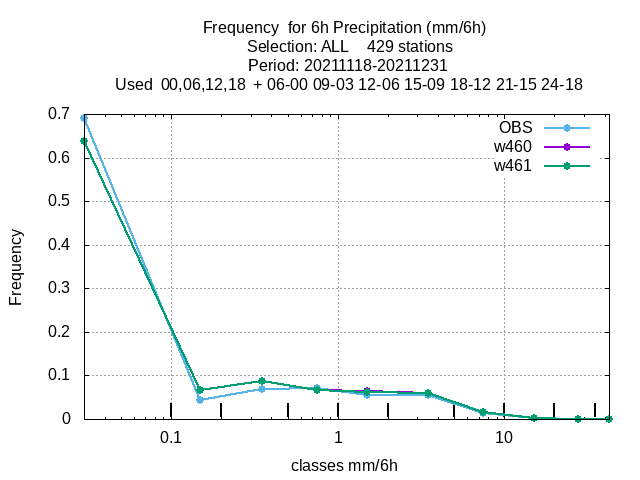 Frequency  for 6h Precipitation (mm/6h)
Selection: ALL    429 stations
Period: 20211118-20211231
Used  00,06,12,18  + 06-00 09-03 12-06 15-09 18-12 21-15 24-18
OBS
w460
w461
0.7
0.6
0.5
0.4
0.3
0.2
0.1
0
Frequency
0.1 1 10
classes mm/6h